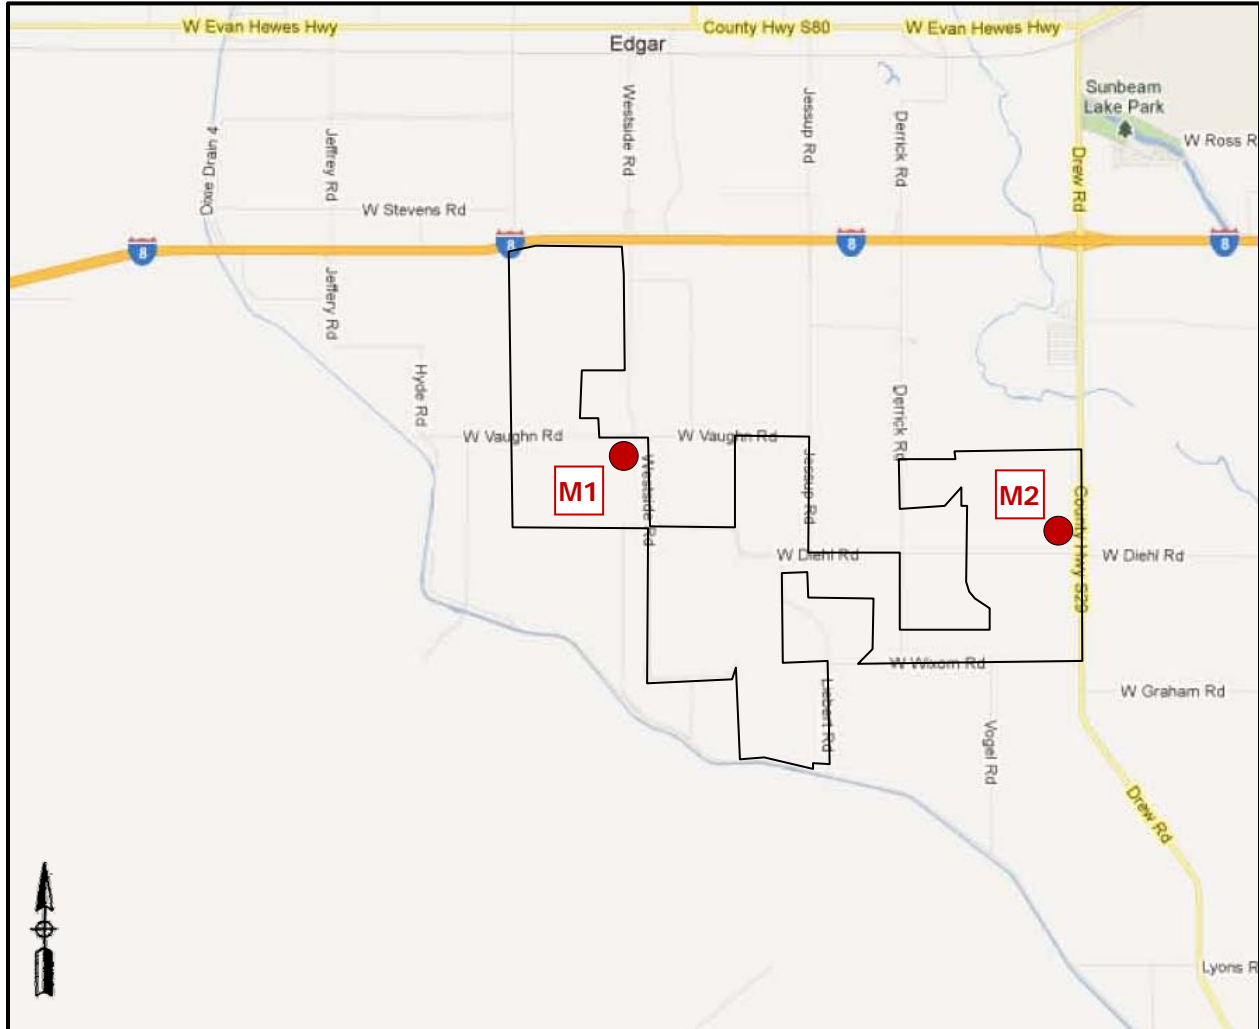 W Evan Hewes Hwy
County Hwy S80
W Evan Hewes Hwy
Edgar
Sunbeam
Lake Park
W Ross R
Dixie Drain 4
Jeffrey Rd
Westside Rd
Jessup Rd
Derrick Rd
Drew Rd
W Stevens Rd
8
8
8
8
Jeffery Rd
Hyde Rd
Derrick Rd
W Vaughn Rd
W Vaughn Rd
Westside Rd
Jessup Rd
M1
M2
County Hwy S29
W Diehl Rd
W Diehl Rd
W Wixom Rd
W Graham Rd
Liebert Rd
Vogel Rd
Drew Rd
Lyons R